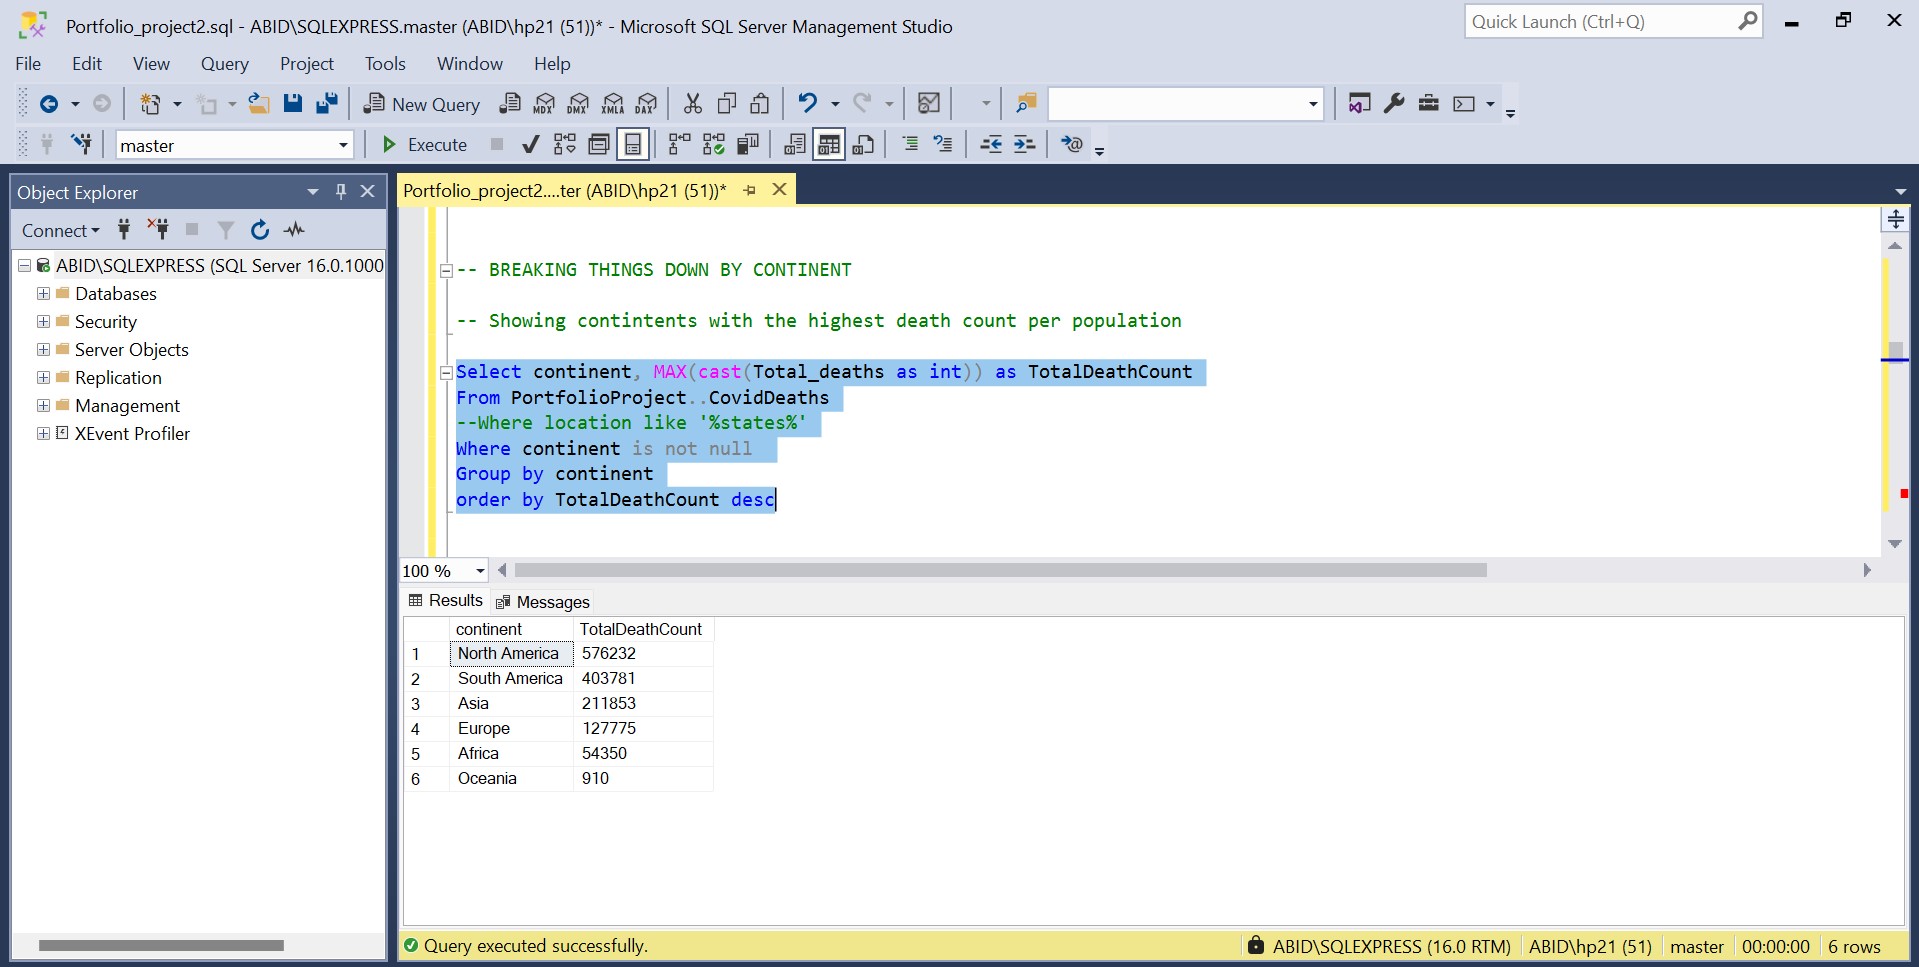 Portfolio_project2.sql - ABID\SQLEXPRESS.master (ABID\hp21 (51))* - Microsoft SQL Server Management Studio
Quick Launch (Ctrl+Q)
File Edit View Query Project Tools Window Help
New Query MDX DMX XMLA DAX
master Execute
Object Explorer
Portfolio_project2....ter (ABID\hp21 (51))*
Connect
ABID\SQLEXPRESS (SQL Server 16.0.1000
Databases
Security
Server Objects
Replication
Management
XEvent Profiler
-- BREAKING THINGS DOWN BY CONTINENT
-- Showing contintents with the highest death count per population
Select continent, MAX(cast(Total_deaths as int)) as TotalDeathCount
From PortfolioProject..CovidDeaths
--Where location like '%states%'
Where continent is not null
Group by continent
order by TotalDeathCount desc
100 %
Results Messages
continent TotalDeathCount
1 North America 576232
2 South America 403781
3 Asia 211853
4 Europe 127775
5 Africa 54350
6 Oceania 910
Query executed successfully.
ABID\SQLEXPRESS (16.0 RTM) ABID\hp21 (51) master 00:00:00 6 rows